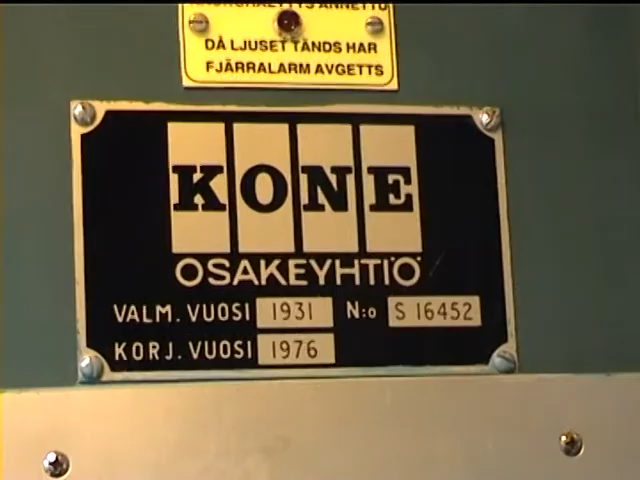 DÅ LJUSET TÄNDS HAR
FJÄRRALARM AVGETTS
KONE
OSAKEYHTIÖ
VALM. VUOSI 1931 N:o S 16452
KORJ. VUOSI 1976